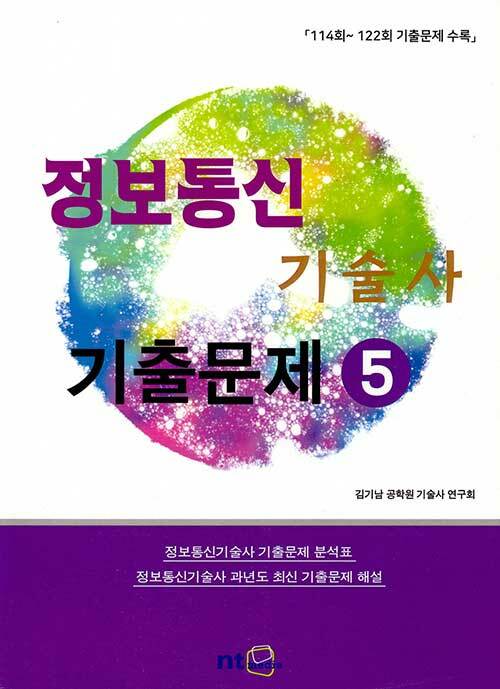 「114회~ 122회 기출문제 수록」
정보통신
기술사
기출문제 5
김기남 공학원 기술사 연구회
정보통신기술사 기출문제 분석표
정보통신기술사 과년도 최신 기출문제 해설
nt media